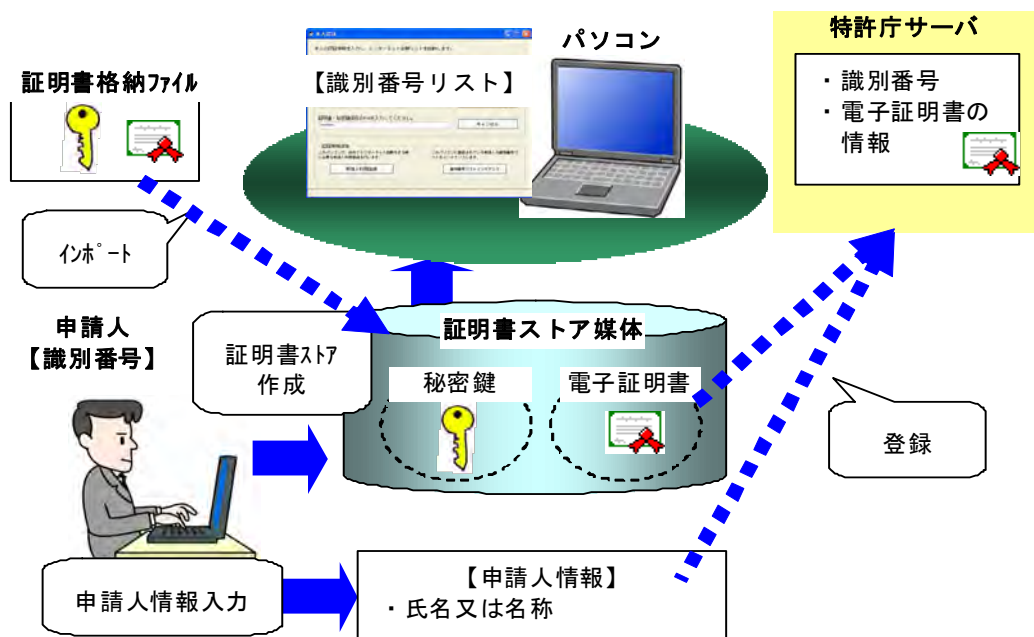 特許庁サーバ
・識別番号
・電子証明書の
情報
パソコン
【識別番号リスト】
証明書格納ﾌｧｲﾙ
ｲﾝﾎﾟｰﾄ
申請人
【識別番号】
証明書ｽﾄｱ
作成
証明書ストア媒体
秘密鍵
電子証明書
登録
申請人情報入力
【申請人情報】
・氏名又は名称